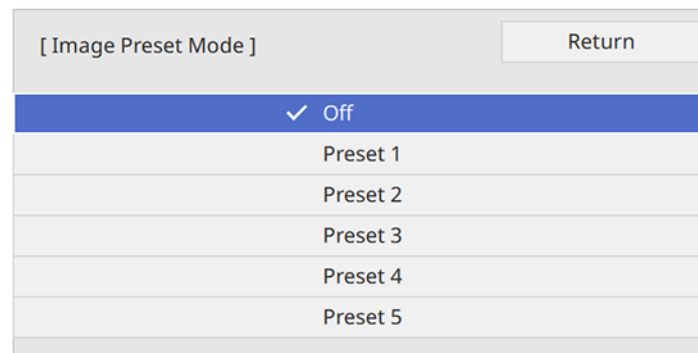 [ Image Preset Mode ]
Return
Off
Preset 1
Preset 2
Preset 3
Preset 4
Preset 5